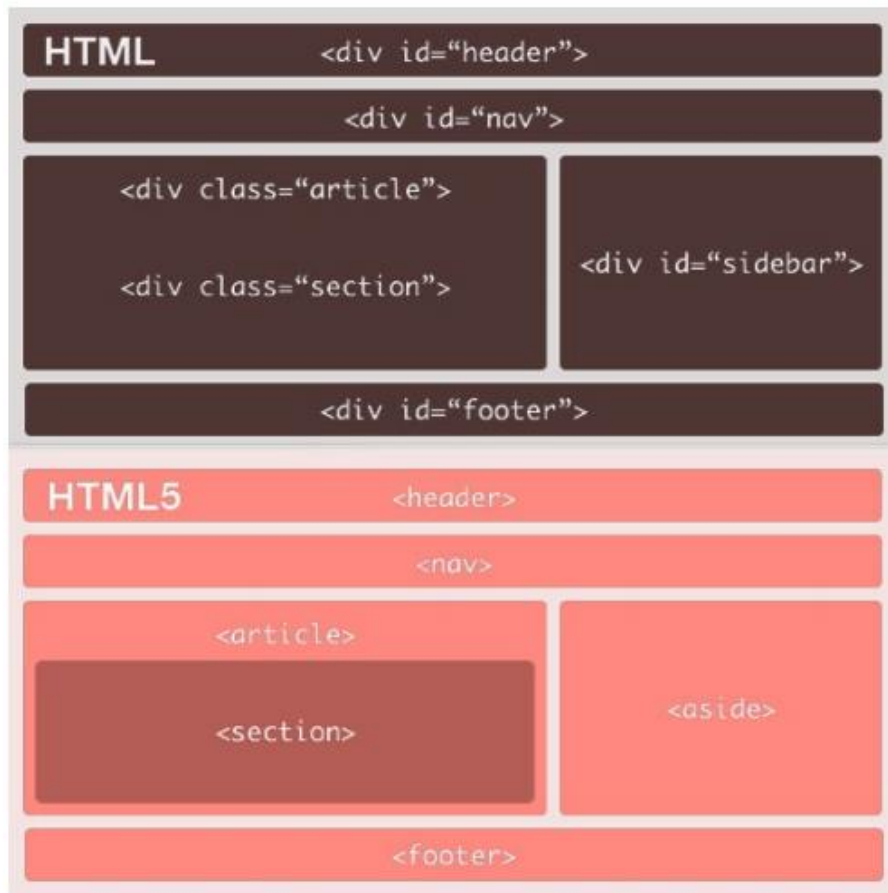 HTML <div id=“header”>
<div id=“nav”>
<div class=“article”>
<div class=“section”>
<div id=“sidebar”>
<div id=“footer”>
HTML5 <header>
<nav>
<article>
<section>
<aside>
<footer>